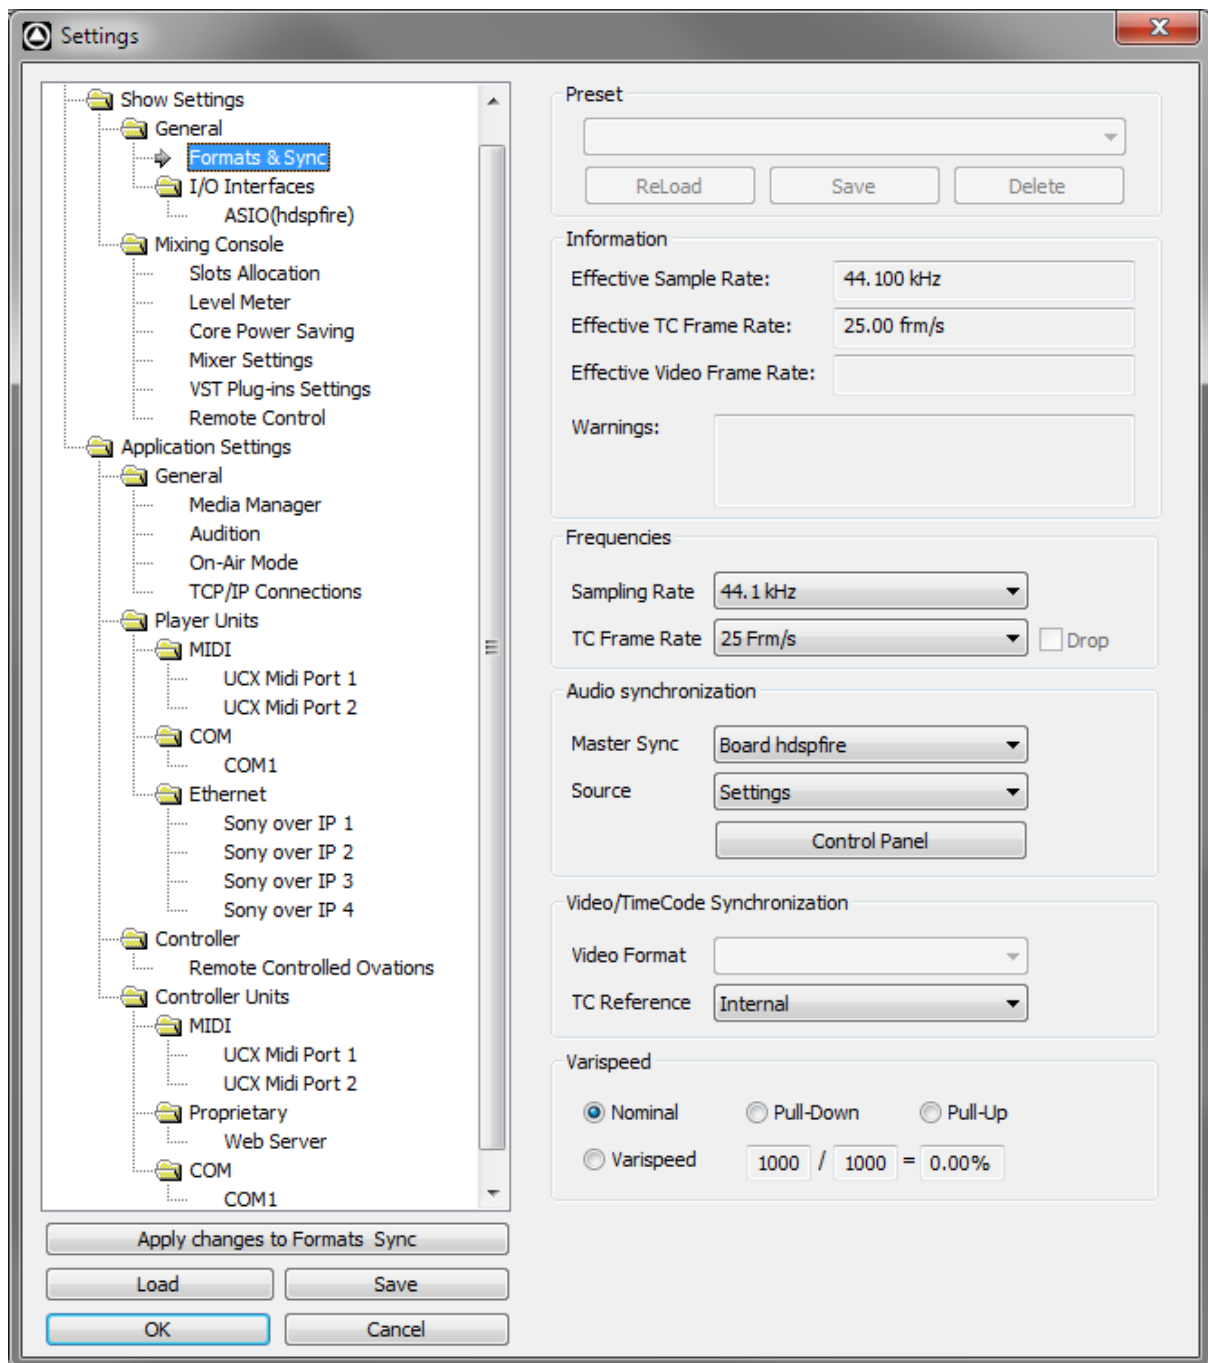 Settings
Show Settings
General
Formats & Sync
I/O Interfaces
ASIO(hdspfire)
Mixing Console
Slots Allocation
Level Meter
Core Power Saving
Mixer Settings
VST Plug-ins Settings
Remote Control
Application Settings
General
Media Manager
Audition
On-Air Mode
TCP/IP Connections
Player Units
MIDI
UCX Midi Port 1
UCX Midi Port 2
COM
COM1
Ethernet
Sony over IP 1
Sony over IP 2
Sony over IP 3
Sony over IP 4
Controller
Remote Controlled Ovations
Controller Units
MIDI
UCX Midi Port 1
UCX Midi Port 2
Proprietary
Web Server
COM
COM1
Apply changes to Formats  Sync
Load Save
OK Cancel
Preset
ReLoad Save Delete
Information
Effective Sample Rate: 44.100 kHz
Effective TC Frame Rate: 25.00 frm/s
Effective Video Frame Rate:
Warnings:
Frequencies
Sampling Rate 44.1 kHz
TC Frame Rate 25 Frm/s Drop
Audio synchronization
Master Sync Board hdspfire
Source Settings
Control Panel
Video/TimeCode Synchronization
Video Format
TC Reference Internal
Varispeed
Nominal Pull-Down Pull-Up
Varispeed 1000 / 1000 = 0.00%